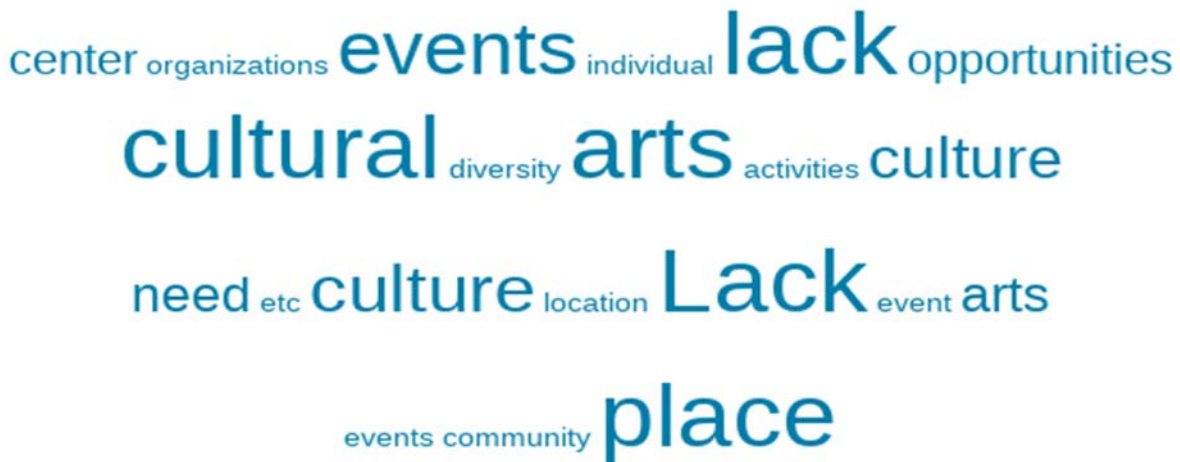 center organizations events individual lack opportunities
cultural diversity arts activities culture
need etc culture location Lack event arts
events community place